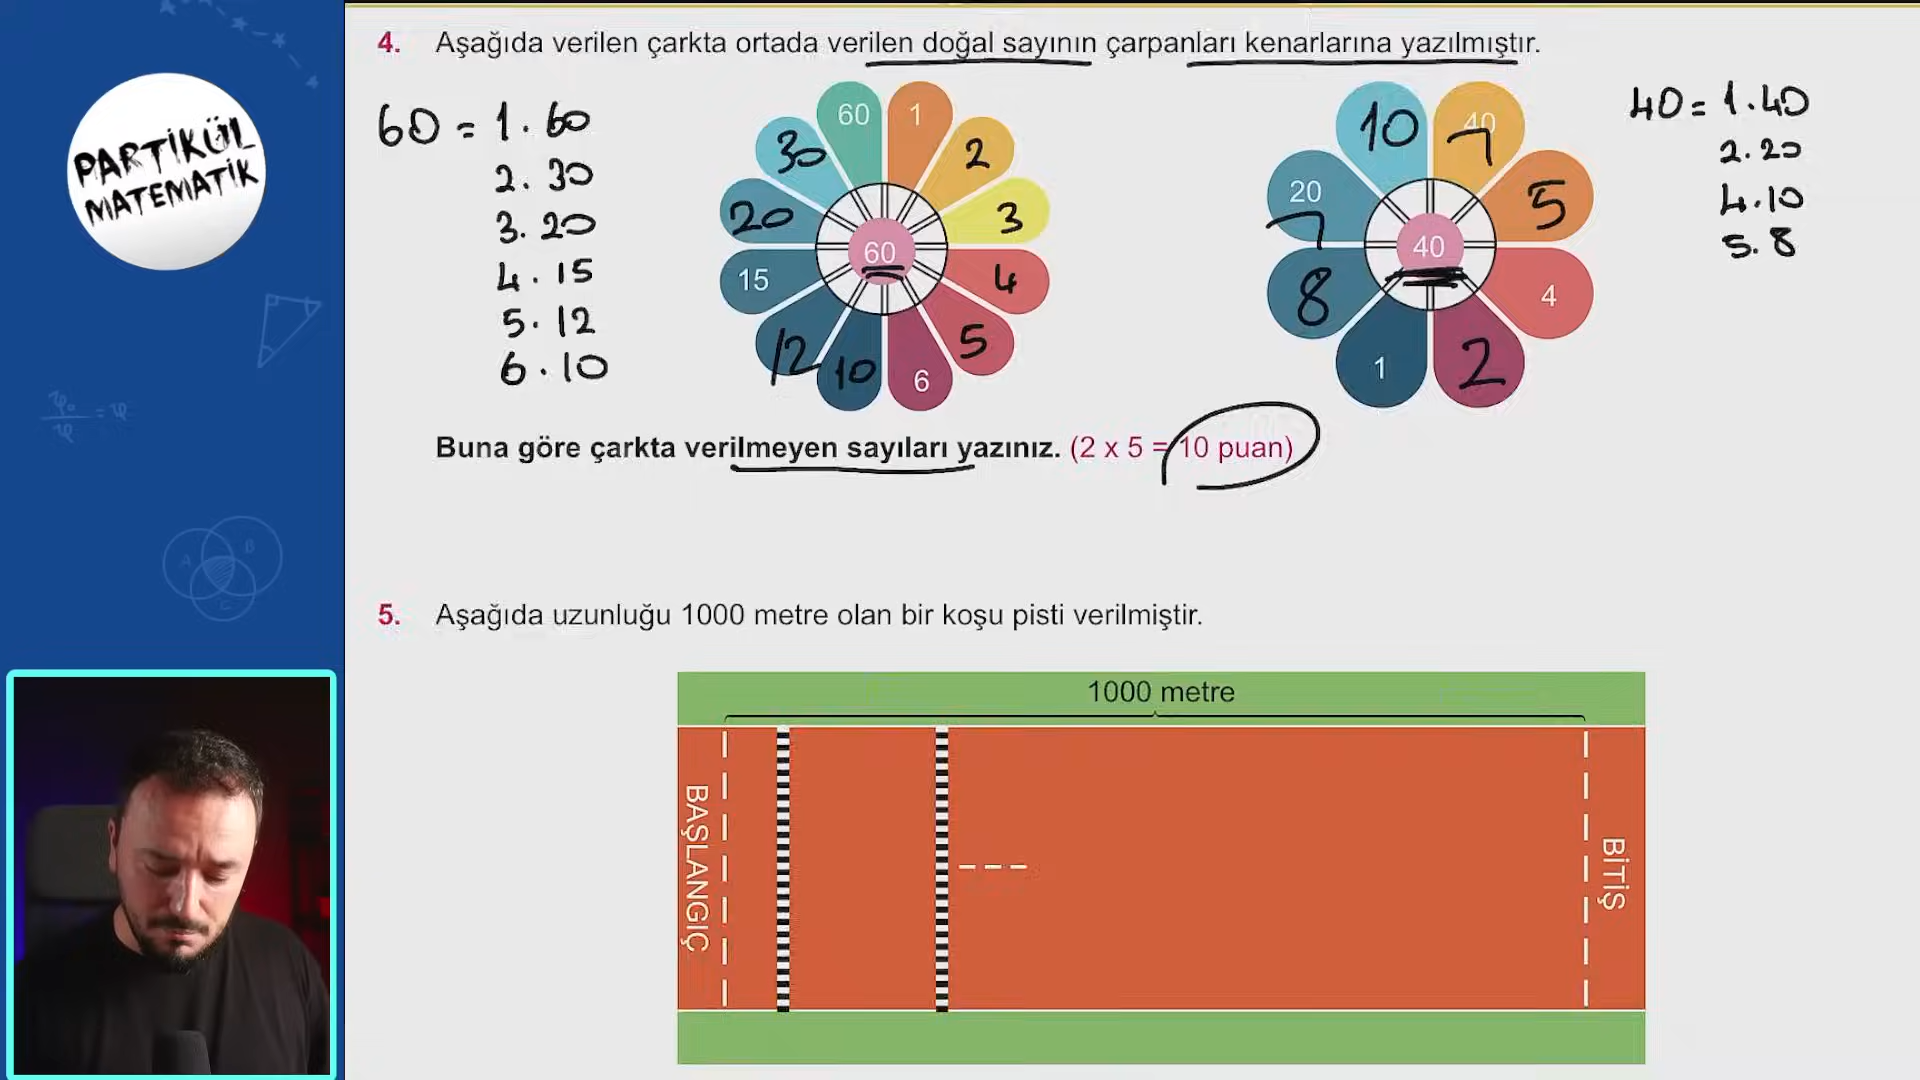 PARTİKÜL
MATEMATİK
4. Aşağıda verilen çarkta ortada verilen doğal sayının çarpanları kenarlarına yazılmıştır.
60 = 1 . 60
2 . 30
3 . 20
4 . 15
5 . 12
6 . 10
60
1
2
3
4
5
6
10
12
15
20
30
60
10
40
5
4
2
1
8
20
40
40 = 1 . 40
2 . 20
4 . 10
5 . 8
Buna göre çarkta verilmeyen sayıları yazınız. (2 x 5 = 10 puan)
5. Aşağıda uzunluğu 1000 metre olan bir koşu pisti verilmiştir.
1000 metre
BAŞLANGIÇ
BİTİŞ
A
B
C